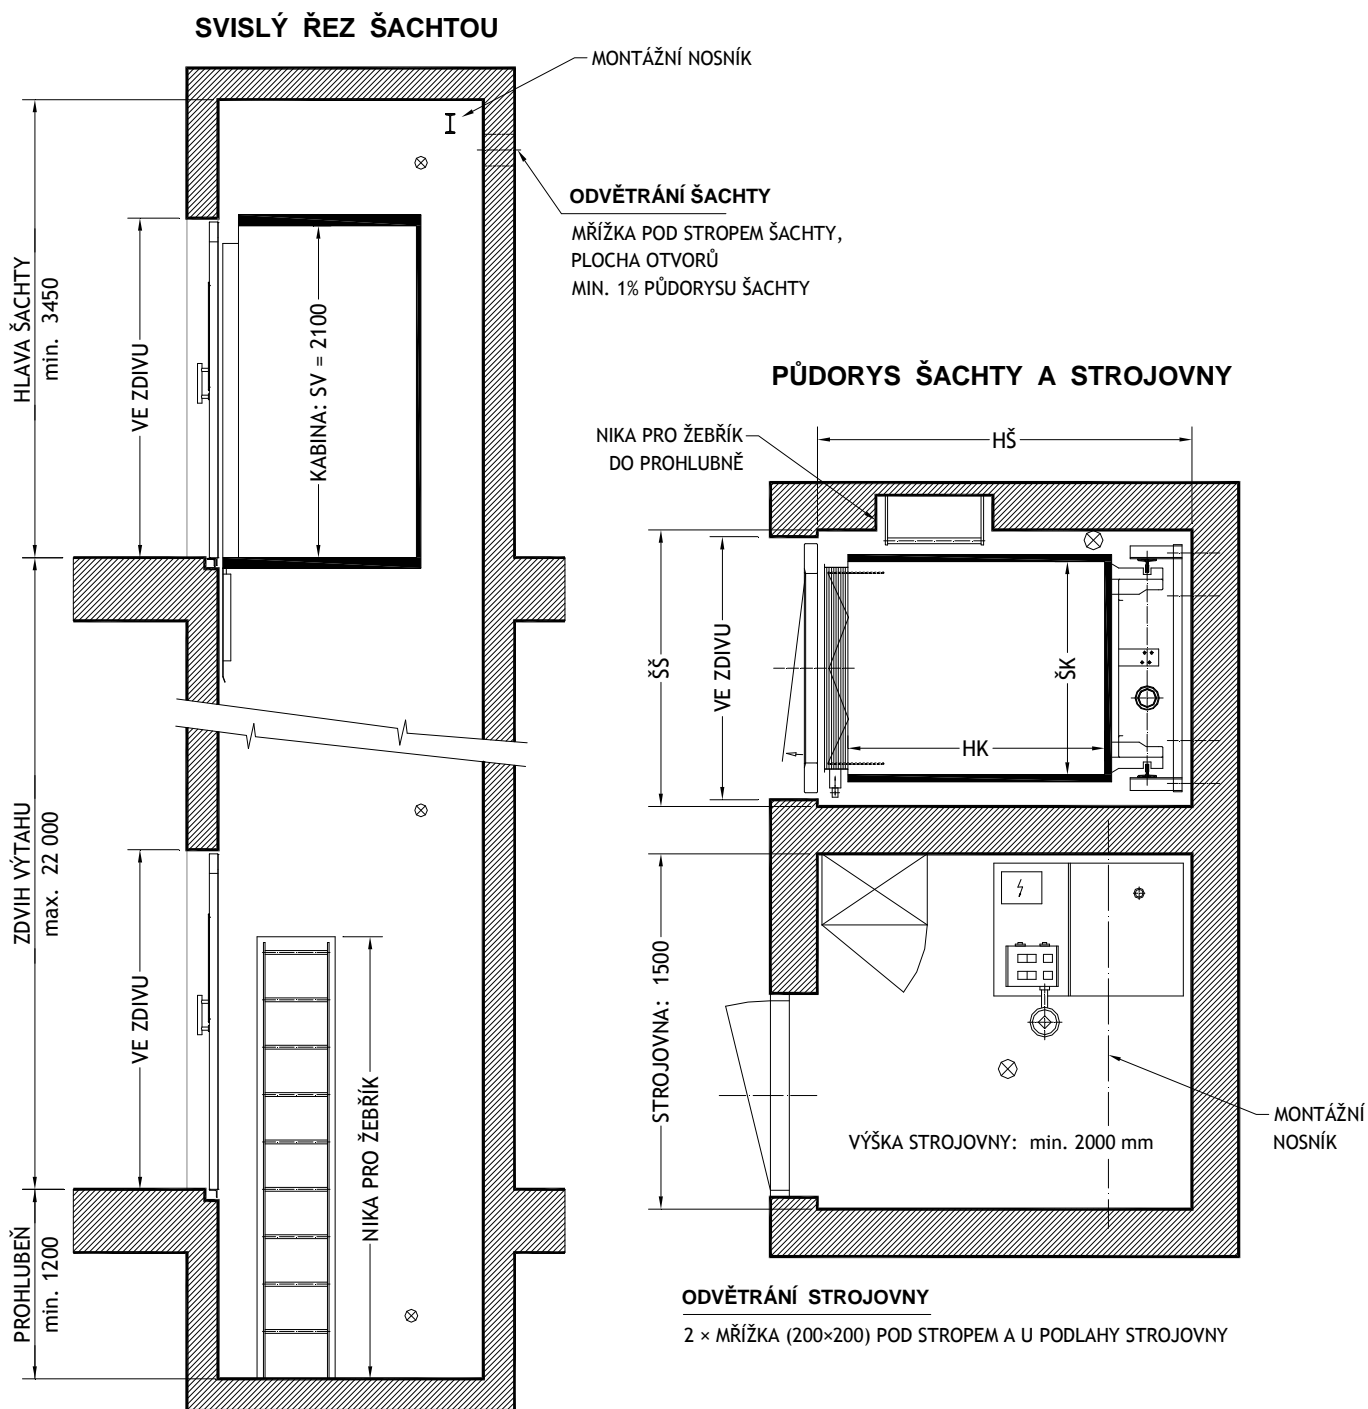 SVISLÝ ŘEZ ŠACHTOU
MONTÁŽNÍ NOSNÍK
ODVĚTRÁNÍ ŠACHTY
MŘÍŽKA POD STROPEM ŠACHTY,
PLOCHA OTVORŮ
MIN. 1% PŮDORYSU ŠACHTY
HLAVA ŠACHTY
min. 3450
VE ZDIVU
KABINA: SV = 2100
ZDVIH VÝTAHU
max. 22 000
VE ZDIVU
NIKA PRO ŽEBŘÍK
PROHLUBEŇ
min. 1200
PŮDORYS ŠACHTY A STROJOVNY
NIKA PRO ŽEBŘÍK
DO PROHLUBNĚ
HŠ
ŠŠ
VE ZDIVU
ŠK
HK
STROJOVNA: 1500
VÝŠKA STROJOVNY: min. 2000 mm
MONTÁŽNÍ
NOSNÍK
ODVĚTRÁNÍ STROJOVNY
2 × MŘÍŽKA (200×200) POD STROPEM A U PODLAHY STROJOVNY